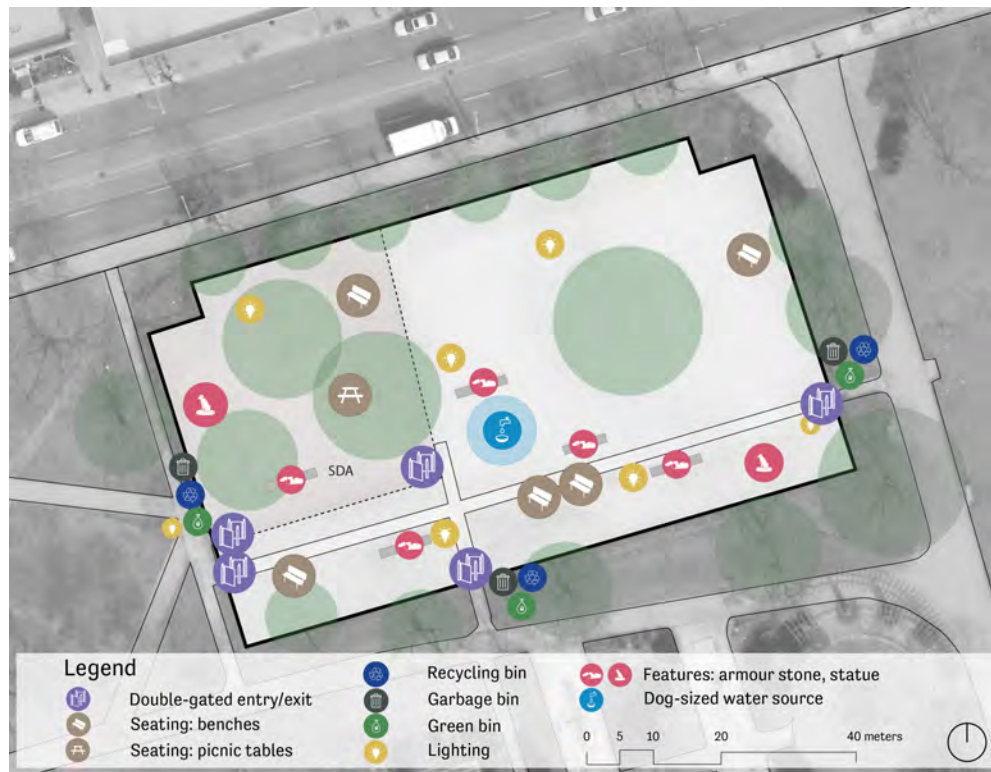 SDA
Legend
Double-gated entry/exit
Seating: benches
Seating: picnic tables
Recycling bin
Garbage bin
Green bin
Lighting
Features: armour stone, statue
Dog-sized water source
0 5 10 20 40 meters